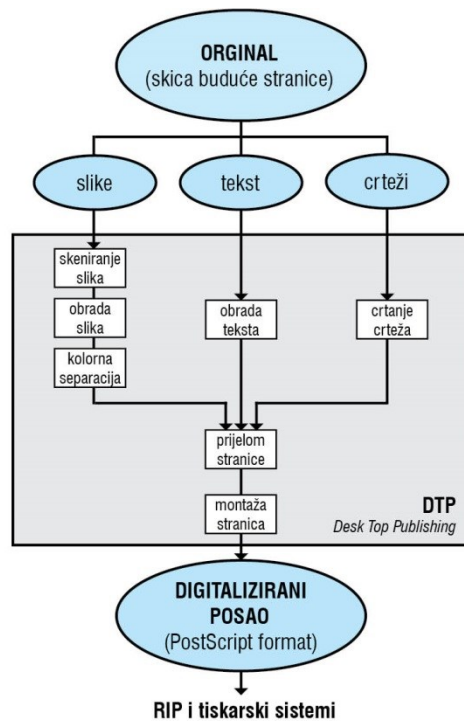 ORGINAL
(skica buduće stranice)
slike
tekst
crteži
skeniranje
slika
obrada
slika
kolorna
separacija
obrada
teksta
crtanje
crteža
prijelom
stranice
montaža
stranica
DTP
Desk Top Publishing
DIGITALIZIRANI
POSAO
(PostScript format)
RIP i tiskarski sistemi